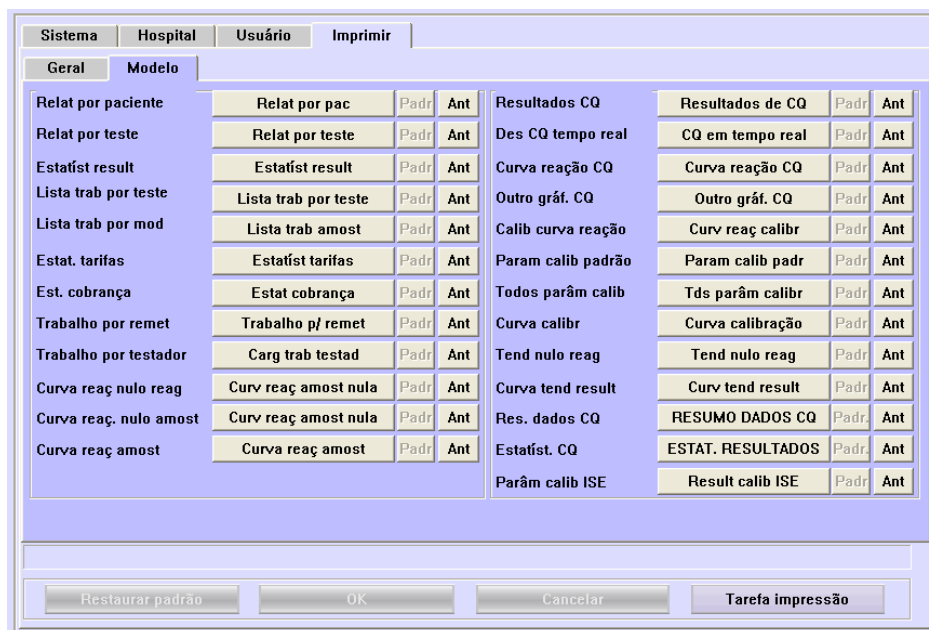 Sistema Hospital Usuário Imprimir
Geral Modelo
Relat por paciente Relat por pac Padr Ant Resultados CQ Resultados de CQ Padr Ant
Relat por teste Relat por teste Padr Ant Des CQ tempo real CQ em tempo real Padr Ant
Estatíst result Estatíst result Padr Ant Curva reação CQ Curva reação CQ Padr Ant
Lista trab por teste Lista trab por teste Padr Ant Outro gráf. CQ Outro gráf. CQ Padr Ant
Lista trab por mod Lista trab amost Padr Ant Calib curva reação Curv reaç calibr Padr Ant
Estat. tarifas Estatíst tarifas Padr Ant Param calib padrão Param calib padr Padr Ant
Est. cobrança Estat cobrança Padr Ant Todos parâm calib Tds parâm calibr Padr Ant
Trabalho por remet Trabalho p/ remet Padr Ant Curva calibr Curva calibração Padr Ant
Trabalho por testador Carg trab testad Padr Ant Tend nulo reag Tend nulo reag Padr Ant
Curva reaç nulo reag Curv reaç amost nula Padr Ant Curva tend result Curv tend result Padr Ant
Curva reaç. nulo amost Curv reaç amost nula Padr Ant Res. dados CQ RESUMO DADOS CQ Padr. Ant
Curva reaç amost Curva reaç amost Padr Ant Estatíst. CQ ESTAT. RESULTADOS Padr. Ant
Parâm calib ISE Result calib ISE Padr Ant
Restaurar padrão OK Cancelar Tarefa impressão